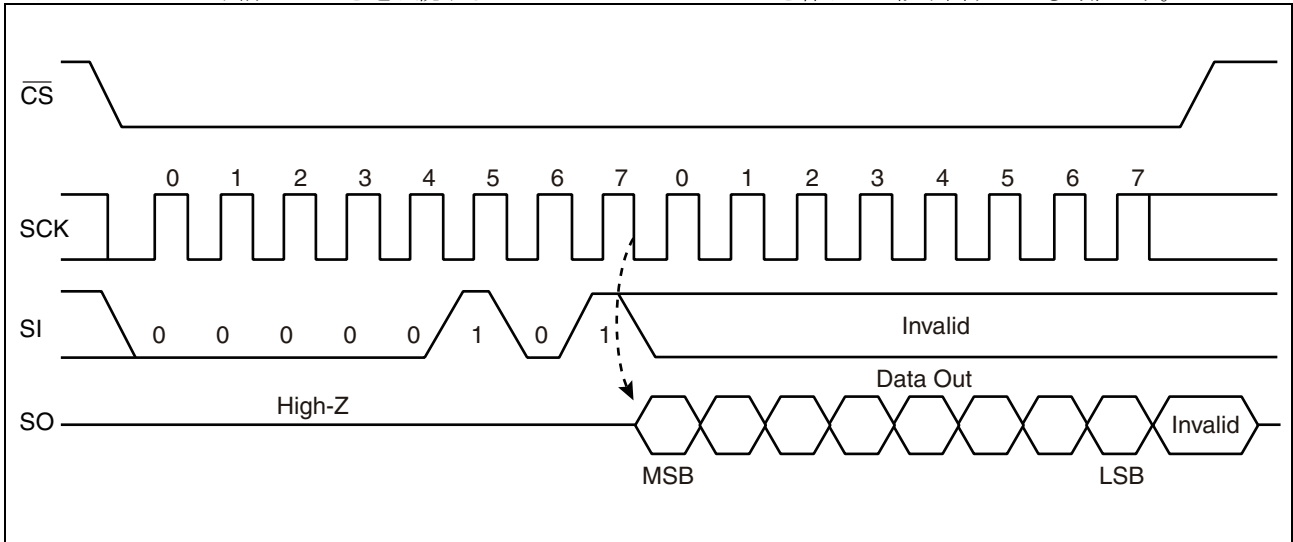 CS
0 1 2 3 4 5 6 7 0 1 2 3 4 5 6 7
SCK
SI
0 0 0 0 0 1 0 1
Invalid
Data Out
High-Z
SO
Invalid
MSB
LSB